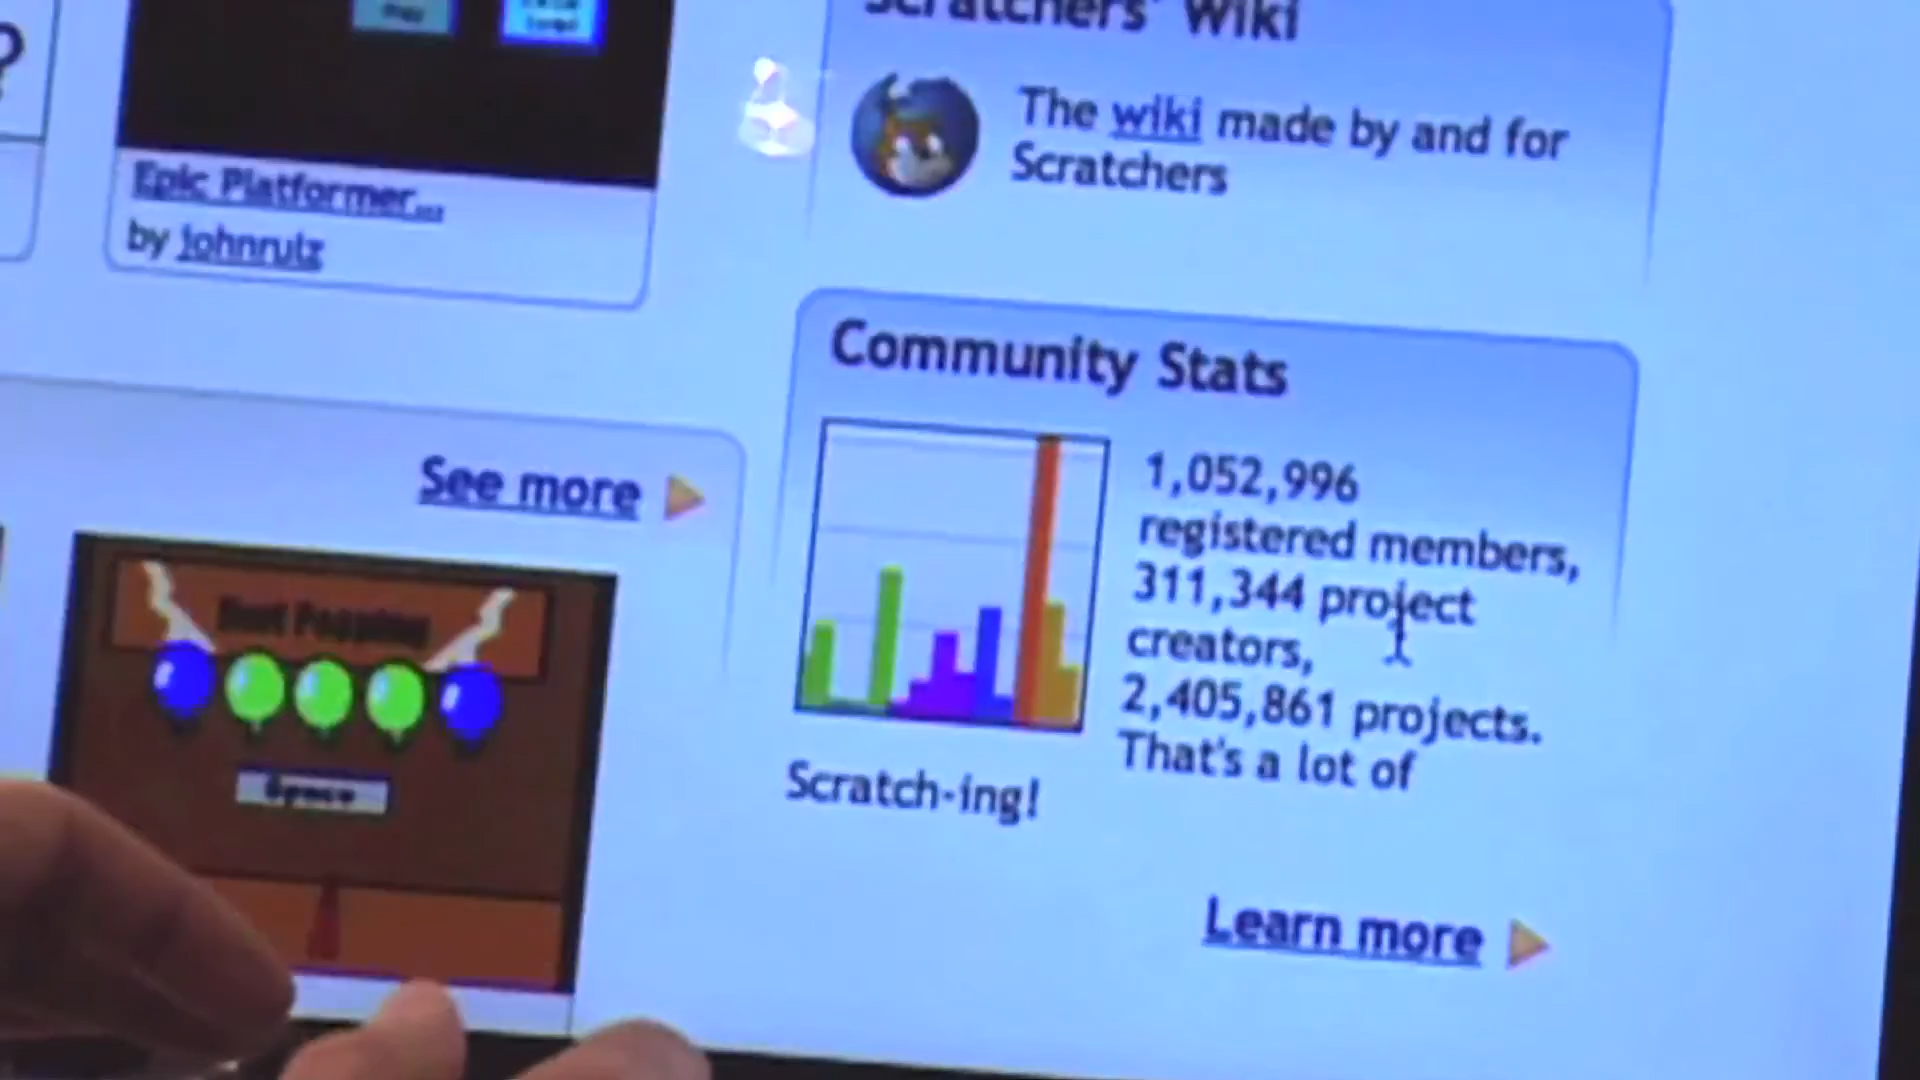 Scratchers' Wiki
The wiki made by and for
Scratchers
Epic Platformer...
by johnrulz
Community Stats
See more
1,052,996
registered members,
311,344 project
creators,
2,405,861 projects.
That's a lot of
Scratch-ing!
Space
Learn more